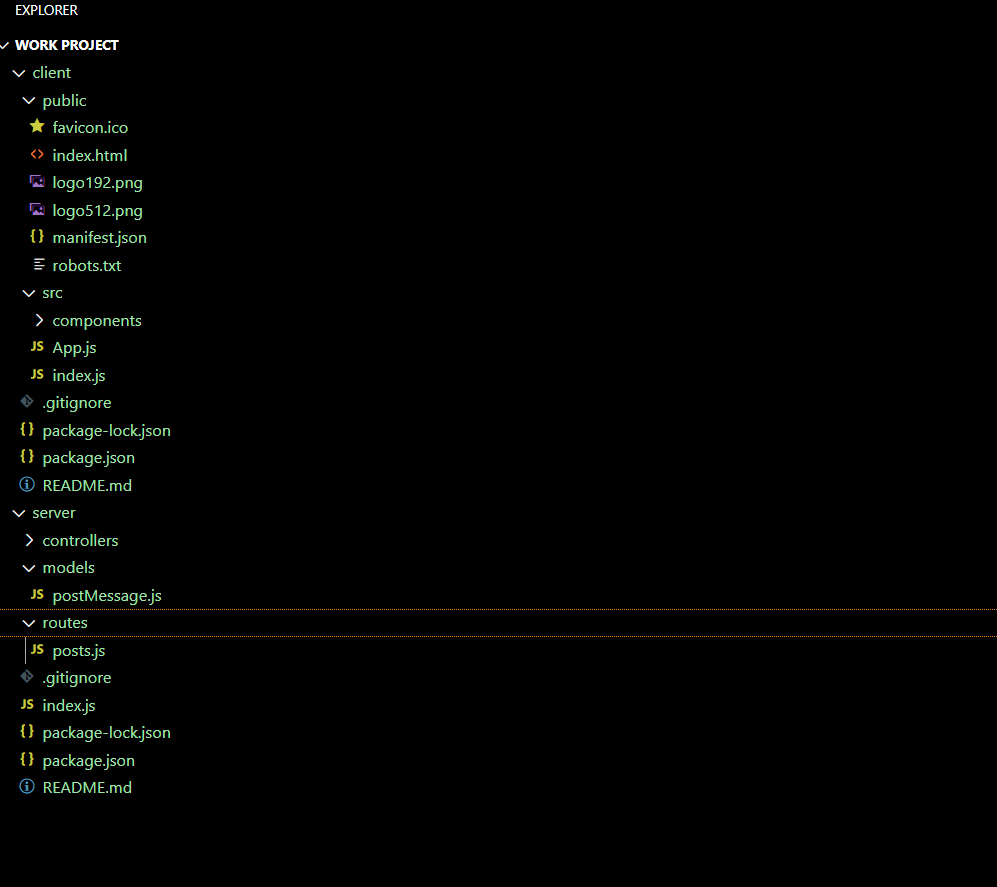 EXPLORER
WORK PROJECT
client
public
favicon.ico
<> index.html
logo192.png
logo512.png
{} manifest.json
robots.txt
src
components
JS App.js
JS index.js
.gitignore
{} package-lock.json
{} package.json
README.md
server
controllers
models
JS postMessage.js
routes
JS posts.js
.gitignore
JS index.js
{} package-lock.json
{} package.json
README.md